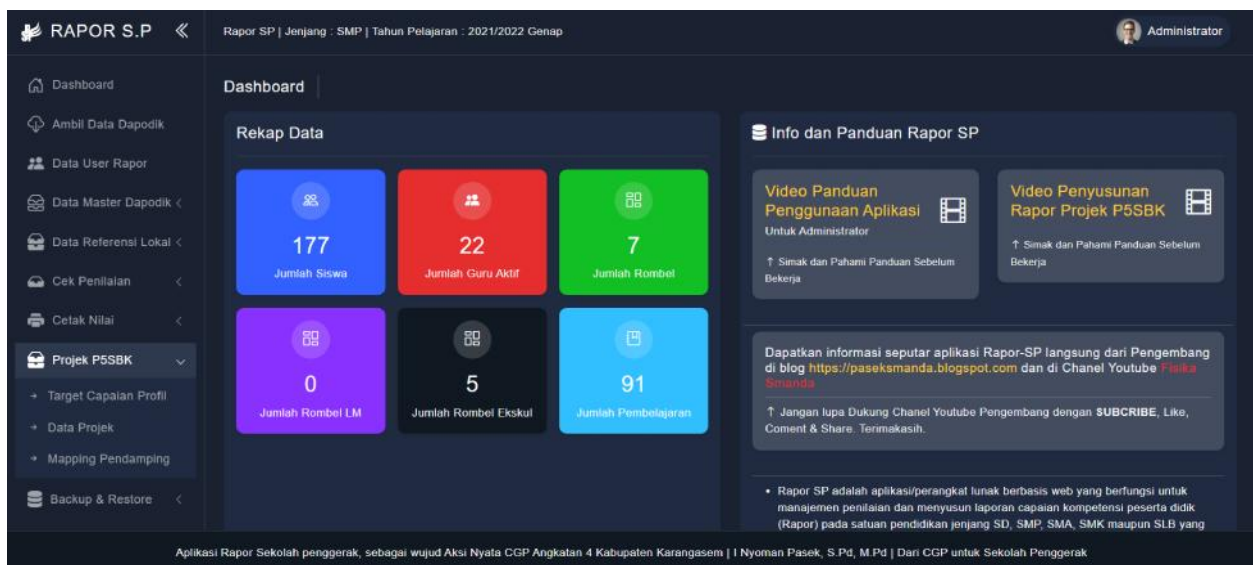 RAPOR S.P
Rapor SP | Jenjang : SMP | Tahun Pelajaran : 2021/2022 Genap
Administrator
Dashboard
Ambil Data Dapodik
Data User Rapor
Data Master Dapodik
Data Referensi Lokal
Cek Penilaian
Cetak Nilai
Projek P5SBK
Target Capaian Profil
Data Projek
Mapping Pendamping
Backup & Restore
Dashboard
Rekap Data
177
Jumlah Siswa
22
Jumlah Guru Aktif
7
Jumlah Rombel
0
Jumlah Rombel LM
5
Jumlah Rombel Ekskul
91
Jumlah Pembelajaran
Info dan Panduan Rapor SP
Video Panduan
Penggunaan Aplikasi
Untuk Administrator
↑ Simak dan Pahami Panduan Sebelum
Bekerja
Video Penyusunan
Rapor Projek P5SBK
↑ Simak dan Pahami Panduan Sebelum
Bekerja
Dapatkan informasi seputar aplikasi Rapor-SP langsung dari Pengembang
di blog https://paseksmanda.blogspot.com dan di Chanel Youtube Fisika
Smanda
↑ Jangan lupa Dukung Chanel Youtube Pengembang dengan SUBCRIBE, Like,
Coment & Share. Terimakasih.
• Rapor SP adalah aplikasi/perangkat lunak berbasis web yang berfungsi untuk
manajemen penilaian dan menyusun laporan capaian kompetensi peserta didik
(Rapor) pada satuan pendidikan jenjang SD, SMP, SMA, SMK maupun SLB yang
Aplikasi Rapor Sekolah penggerak, sebagai wujud Aksi Nyata CGP Angkatan 4 Kabupaten Karangasem | I Nyoman Pasek, S.Pd, M.Pd | Dari CGP untuk Sekolah Penggerak